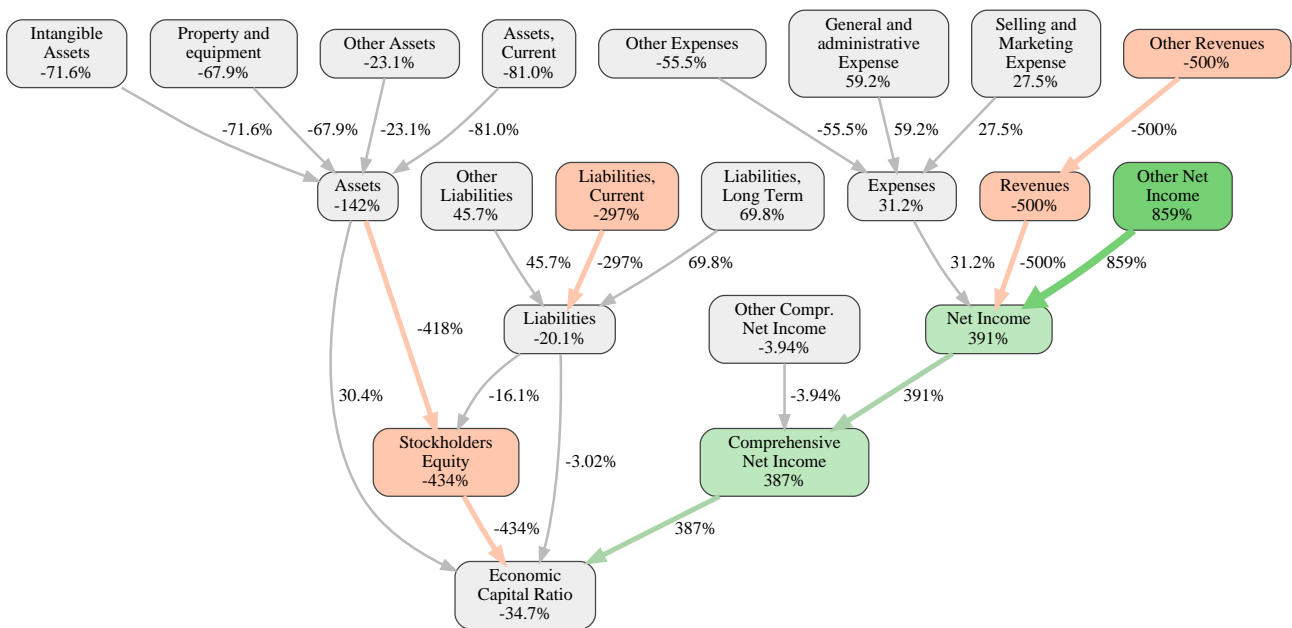 Intangible
Assets
-71.6%
Property and
equipment
-67.9%
Other Assets
-23.1%
Assets,
Current
-81.0%
Other Expenses
-55.5%
General and
administrative
Expense
59.2%
Selling and
Marketing
Expense
27.5%
Other Revenues
-500%
-71.6%
-67.9%
-23.1%
-81.0%
-55.5%
59.2%
27.5%
-500%
Assets
-142%
Other
Liabilities
45.7%
Liabilities,
Current
-297%
Liabilities,
Long Term
69.8%
Expenses
31.2%
Revenues
-500%
Other Net
Income
859%
45.7%
-297%
69.8%
31.2%
-500%
859%
-418%
Liabilities
-20.1%
Other Compr.
Net Income
-3.94%
Net Income
391%
30.4%
-16.1%
-3.94%
391%
Stockholders
Equity
-434%
-3.02%
Comprehensive
Net Income
387%
-434%
387%
Economic
Capital Ratio
-34.7%